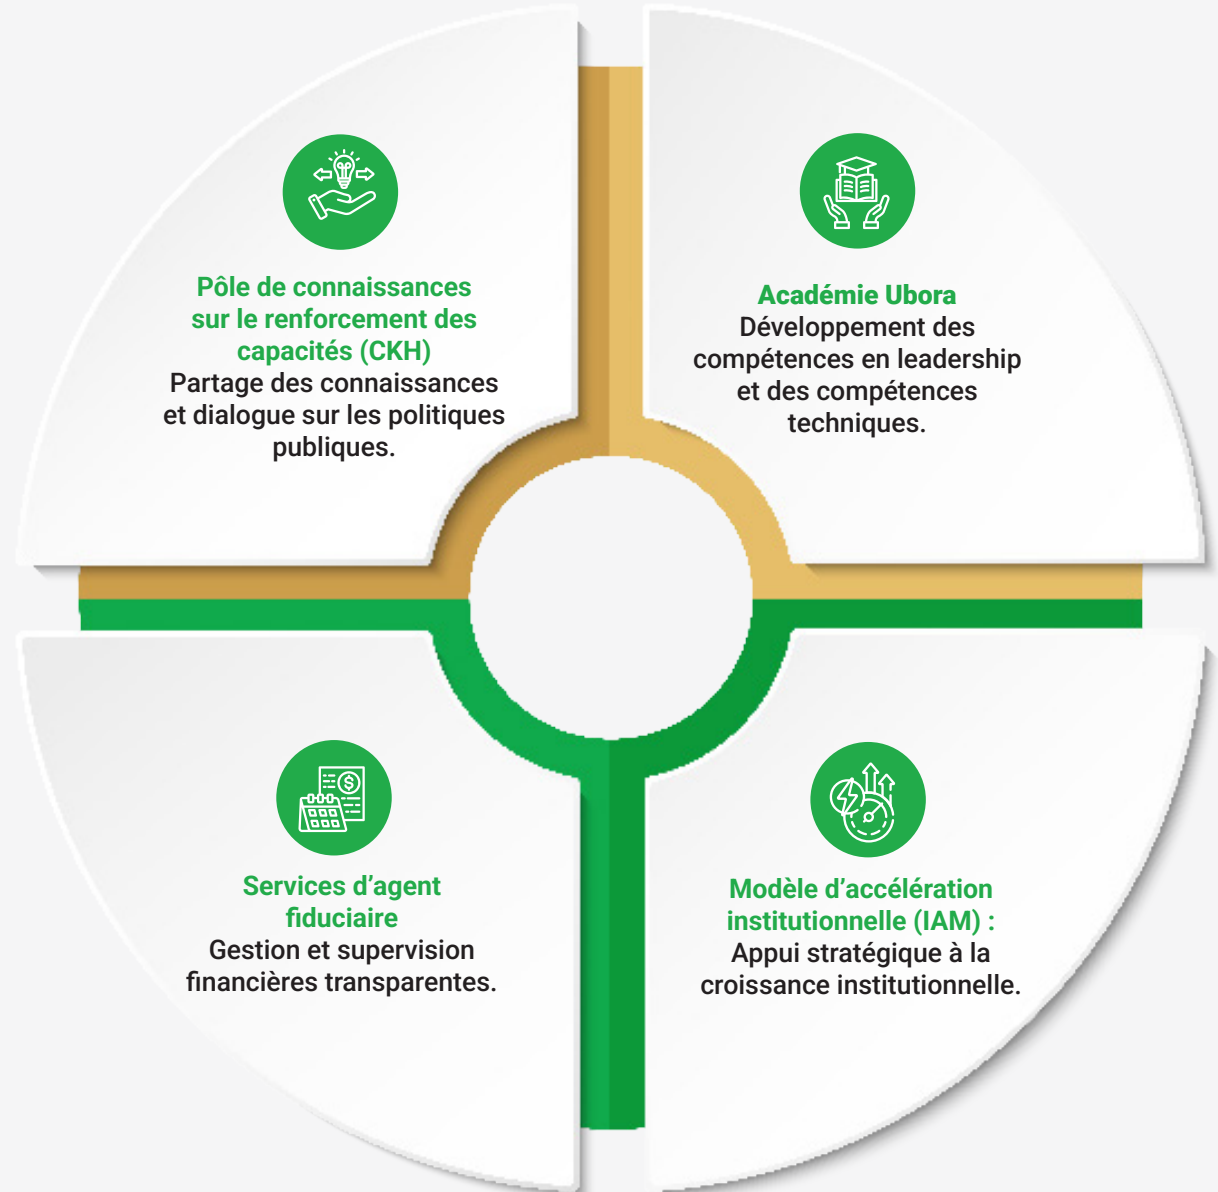 Pôle de connaissances
sur le renforcement des
capacités (CKH)
Partage des connaissances
et dialogue sur les politiques
publiques.
Académie Ubora
Développement des
compétences en leadership
et des compétences
techniques.
Services d’agent
fiduciaire
Gestion et supervision
financières transparentes.
Modèle d’accélération
institutionnelle (IAM) :
Appui stratégique à la
croissance institutionnelle.